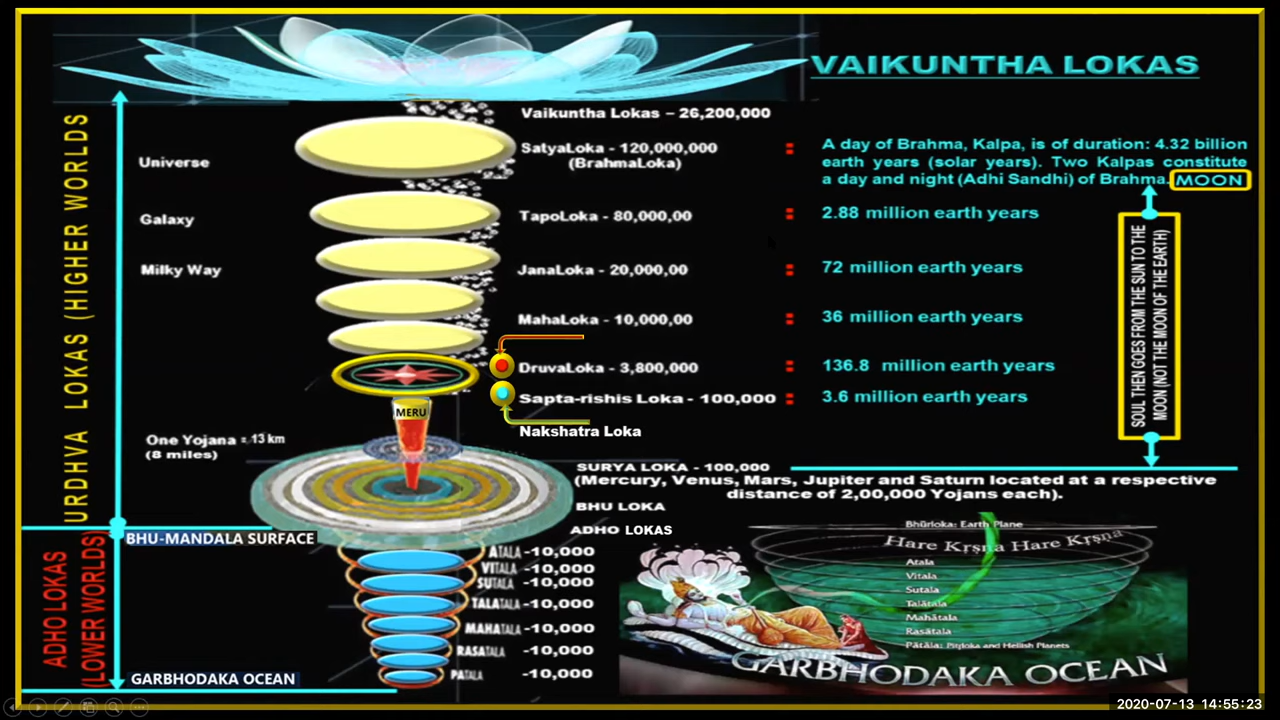 VAIKUNTHA LOKAS
Vaikuntha Lokas – 26,200,000
SatyaLoka - 120,000,000
(BrahmaLoka)
: A day of Brahma, Kalpa, is of duration: 4.32 billion
earth years (solar years). Two Kalpas constitute
a day and night (Adhi Sandhi) of Brahma.
MOON
Universe
Galaxy
TapoLoka - 80,000,00 : 2.88 million earth years
Milky Way
JanaLoka - 20,000,00 : 72 million earth years
MahaLoka - 10,000,00 : 36 million earth years
DruvaLoka - 3,800,000 : 136.8 million earth years
Sapta-rishis Loka - 100,000 : 3.6 million earth years
Nakshatra Loka
SOUL THEN GOES FROM THE SUN TO THE
MOON (NOT THE MOON OF THE EARTH)
URDHVA LOKAS (HIGHER WORLDS)
MERU
One Yojana = 13 km
(8 miles)
SURYA LOKA - 100,000
(Mercury, Venus, Mars, Jupiter and Saturn located at a respective
distance of 2,00,000 Yojans each).
BHU LOKA
ADHO LOKAS
BHU-MANDALA SURFACE
ADHO LOKAS
(LOWER WORLDS)
ATALA -10,000
VITALA -10,000
SUTALA -10,000
TALATALA -10,000
MAHATALA -10,000
RASATALA -10,000
PATALA -10,000
GARBHODAKA OCEAN
Bhūrloka: Earth Plane
Hare Kṛṣṇa Hare Kṛṣṇa
Atala
Vitala
Sutala
Talātala
Mahātala
Rasātala
Pātāla: Pitṛloka and Hellish Planets
GARBHODAKA OCEAN
2020-07-13 14:55:23